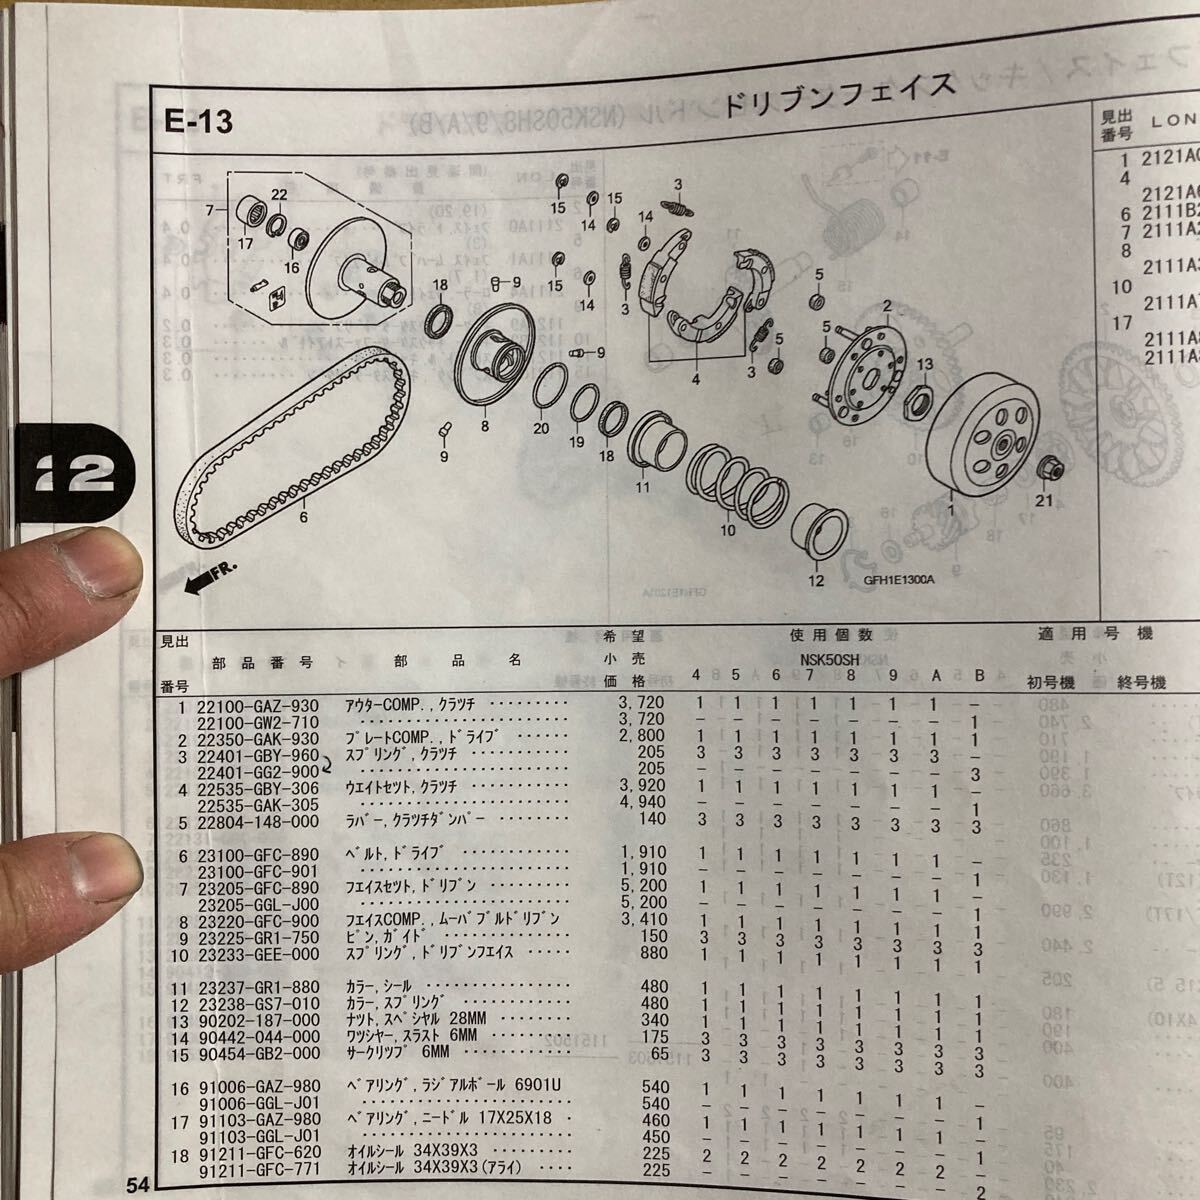 E-13
ドリブンフェイス
見出
番号
LON
1 2121A
4
2121A
6 2111B2
7 2111A2
8
2111A
10
2111A
17
2111A
2111A
22
FR.
GFH1E1300A
見出
番号
部品番号
部品名
希望
小売
価格
使用個数
NSK50SH
4 5 6 7 8 9 A B
適用号機
初号機 終号機
1 22100-GAZ-930 アウターCOMP.,クラッチ 3,720 1 1 1 1 1 1 1 −
22100-GW2-710 3,720 − − − − − − − 1
2 22350-GAK-930 プレートCOMP.,ドライブ 2,800 1 1 1 1 1 1 1 1
3 22401-GBY-960 スプリング,クラッチ 205 3 3 3 3 3 3 3 −
22401-GG2-900 205 − − − − − − − 3
4 22535-GBY-306 ウエイトセット,クラッチ 3,920 1 1 1 1 1 1 1 −
22535-GAK-305 4,940 − − − − − − − 1
5 22804-148-000 ラバー,クラッチダンパー 140 3 3 3 3 3 3 3 3
6 23100-GFC-890 ベルト,ドライブ 1,910 1 1 1 1 1 1 1 −
23100-GFC-901 1,910 − − − − − − − 1
7 23205-GFC-890 フェイスセット,ドリブン 5,200 1 1 1 1 1 1 1 −
23205-GGL-J00 5,200 − − − − − − − 1
8 23220-GFC-900 フェイスCOMP.,ムーバブルドリブン 3,410 1 1 1 1 1 1 1 1
9 23225-GR1-750 ピン,ガイド 150 3 3 3 3 3 3 3 3
10 23233-GEE-000 スプリング,ドリブンフェイス 880 1 1 1 1 1 1 1 1
11 23237-GR1-880 カラー,シール 480 1 1 1 1 1 1 1 1
12 23238-GS7-010 カラー,スプリング 480 1 1 1 1 1 1 1 1
13 90202-187-000 ナット,スペシャル 28MM 340 1 1 1 1 1 1 1 1
14 90442-044-000 ワッシャー,スラスト 6MM 175 3 3 3 3 3 3 3 3
15 90454-GB2-000 サークリップ 6MM 65 3 3 3 3 3 3 3 3
16 91006-GAZ-980 ベアリング,ラジアルボール 6901U 540 1 1 1 1 1 1 1 −
91006-GGL-J01 540 − − − − − − − 1
17 91103-GAZ-980 ベアリング,ニードル 17X25X18 460 1 1 1 1 1 1 1 −
91103-GGL-J01 450 − − − − − − − 1
18 91211-GFC-620 オイルシール 34X39X3 225 2 2 2 2 2 2 2 −
91211-GFC-771 オイルシール 34X39X3(アライ) 225 − − − − − − − 2
54